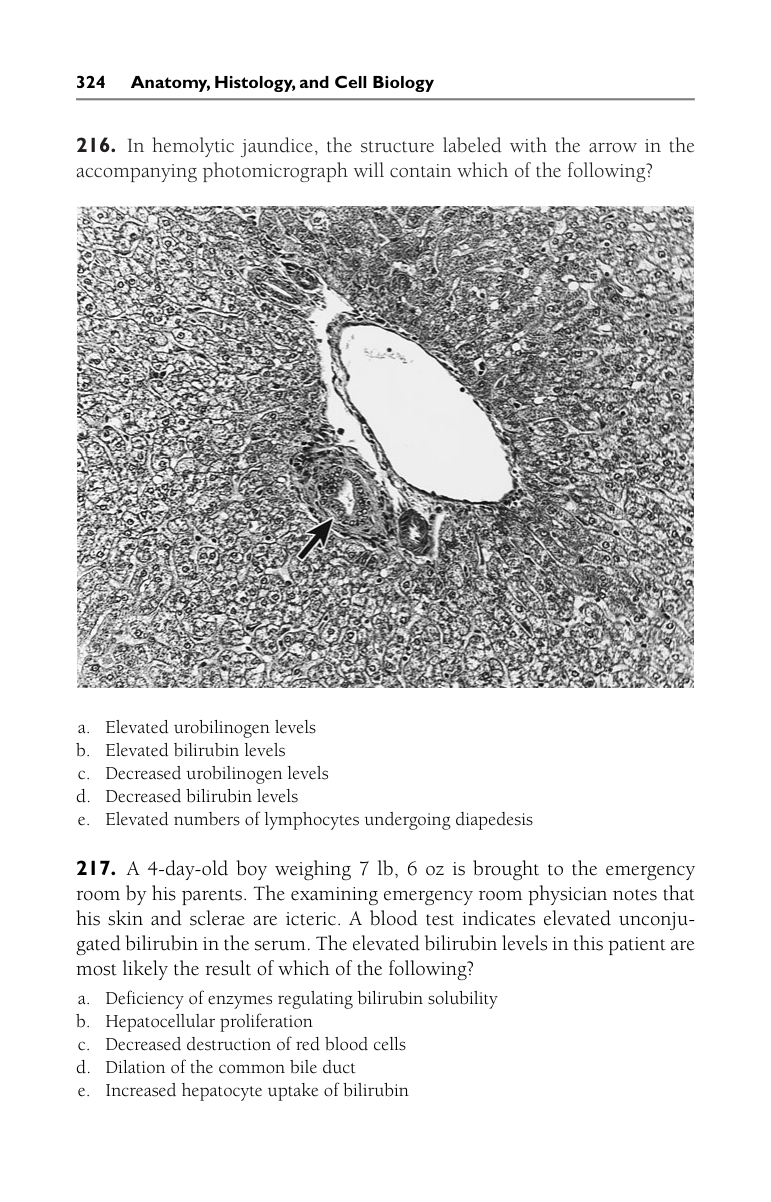 324 Anatomy, Histology, and Cell Biology
216. In hemolytic jaundice, the structure labeled with the arrow in the
accompanying photomicrograph will contain which of the following?
a. Elevated urobilinogen levels
b. Elevated bilirubin levels
c. Decreased urobilinogen levels
d. Decreased bilirubin levels
e. Elevated numbers of lymphocytes undergoing diapedesis
217. A 4-day-old boy weighing 7 lb, 6 oz is brought to the emergency
room by his parents. The examining emergency room physician notes that
his skin and sclerae are icteric. A blood test indicates elevated unconju-
gated bilirubin in the serum. The elevated bilirubin levels in this patient are
most likely the result of which of the following?
a. Deficiency of enzymes regulating bilirubin solubility
b. Hepatocellular proliferation
c. Decreased destruction of red blood cells
d. Dilation of the common bile duct
e. Increased hepatocyte uptake of bilirubin